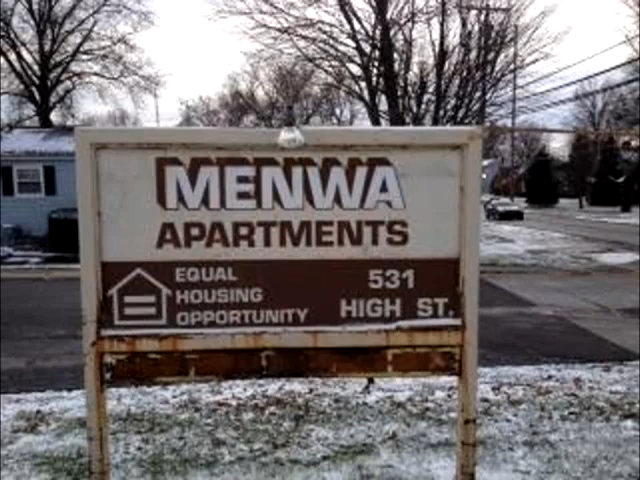 MENWA
APARTMENTS
EQUAL
HOUSING
OPPORTUNITY
531
HIGH ST.